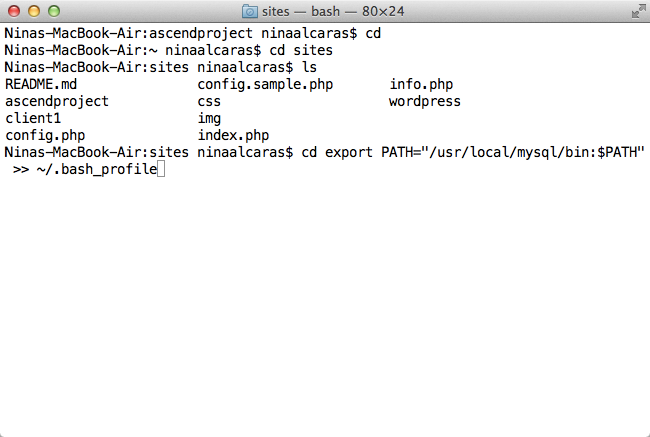 sites — bash — 80×24
Ninas-MacBook-Air:ascendproject ninaalcaras$ cd
Ninas-MacBook-Air:~ ninaalcaras$ cd sites
Ninas-MacBook-Air:sites ninaalcaras$ ls
README.md config.sample.php info.php
ascendproject css wordpress
client1 img
config.php index.php
Ninas-MacBook-Air:sites ninaalcaras$ cd export PATH="/usr/local/mysql/bin:$PATH"
 >> ~/.bash_profile